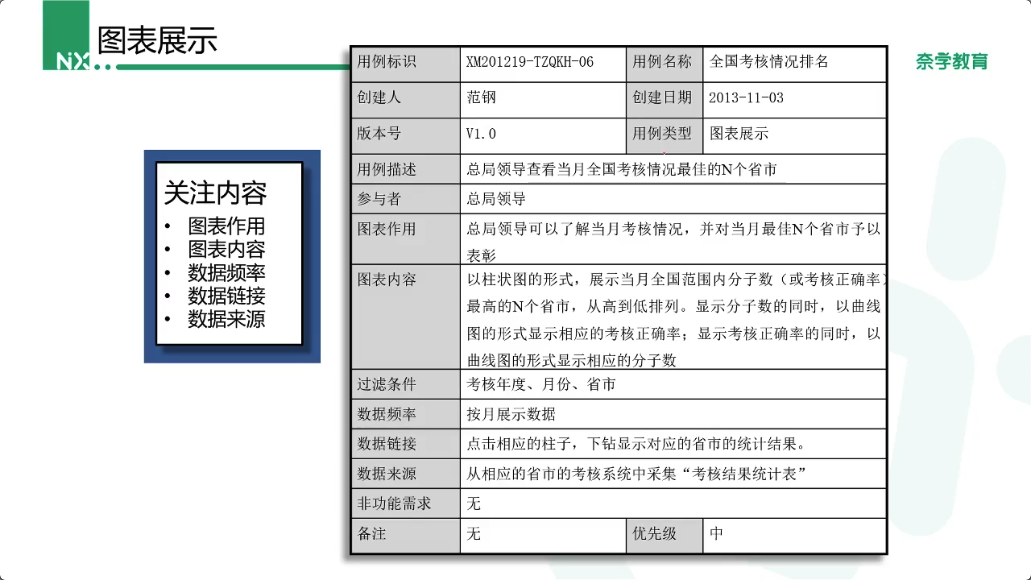 NX
图表展示
奈学教育
关注内容
• 图表作用
• 图表内容
• 数据频率
• 数据链接
• 数据来源
用例标识 XM201219-TZQKH-06 用例名称 全国考核情况排名
创建人 范钢 创建日期 2013-11-03
版本号 V1.0 用例类型 图表展示
用例描述 总局领导查看当月全国考核情况最佳的N个省市
参与者 总局领导
图表作用 总局领导可以了解当月考核情况，并对当月最佳N个省市予以
表彰
图表内容 以柱状图的形式，展示当月全国范围内分子数（或考核正确率）
最高的N个省市，从高到低排列。显示分子数的同时，以曲线
图的形式显示相应的考核正确率；显示考核正确率的同时，以
曲线图的形式显示相应的分子数
过滤条件 考核年度、月份、省市
数据频率 按月展示数据
数据链接 点击相应的柱子，下钻显示对应的省市的统计结果。
数据来源 从相应的省市的考核系统中采集“考核结果统计表”
非功能需求 无
备注 无 优先级 中